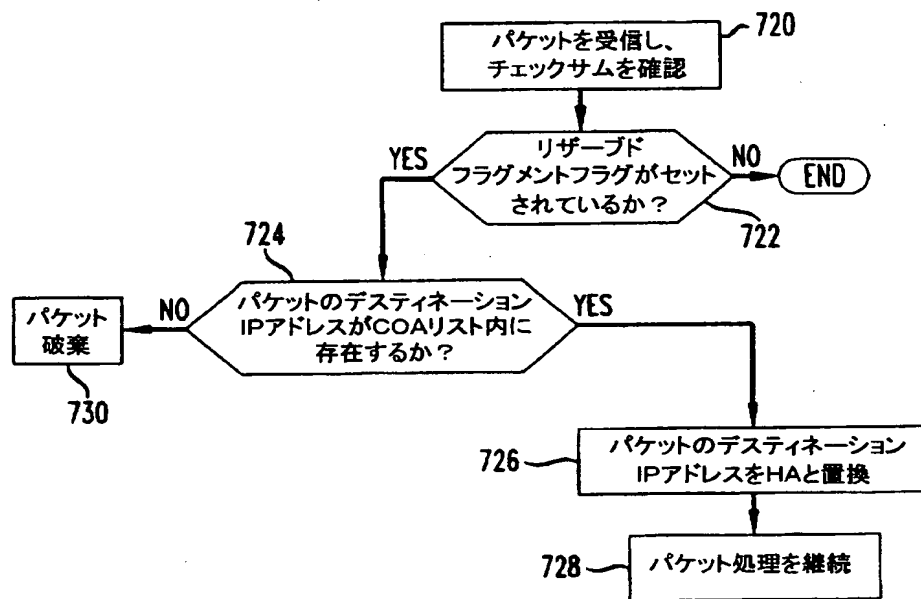 720
パケットを受信し、
チェックサムを確認
YES
リザーブド
フラグメントフラグがセット
されているか？
NO
END
722
724
NO
パケットのデスティネーション
IPアドレスがCOAリスト内に
存在するか？
YES
パケット
破棄
730
726
パケットのデスティネーション
IPアドレスをHAと置換
728
パケット処理を継続